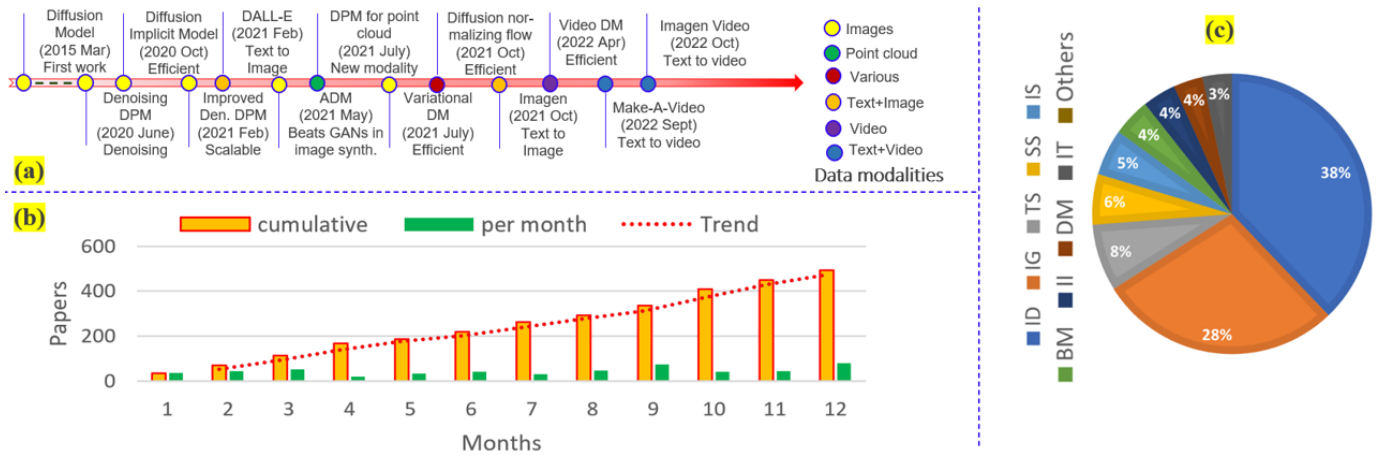 Diffusion
Model
(2015 Mar)
First work
Diffusion
Implicit Model
(2020 Oct)
Efficient
DALL-E
(2021 Feb)
Text to
Image
DPM for point
cloud
(2021 July)
New modality
Diffusion nor-
malizing flow
(2021 Oct)
Efficient
Video DM
(2022 Apr)
Efficient
Imagen Video
(2022 Oct)
Text to video
Denoising
DPM
(2020 June)
Denoising
Improved
Den. DPM
(2021 Feb)
Scalable
ADM
(2021 May)
Beats GANs in
image synth.
Variational
DM
(2021 July)
Efficient
Imagen
(2021 Oct)
Text to
Image
Make-A-Video
(2022 Sept)
Text to video
Images
Point cloud
Various
Text+Image
Video
Text+Video
Data modalities
(a)
(b)
cumulative
per month
Trend
600
400
200
0
Papers
1 2 3 4 5 6 7 8 9 10 11 12
Months
(c)
ID IG TS SS IS
BM II DM IT Others
38%
28%
8%
6%
5%
4%
4%
4%
3%